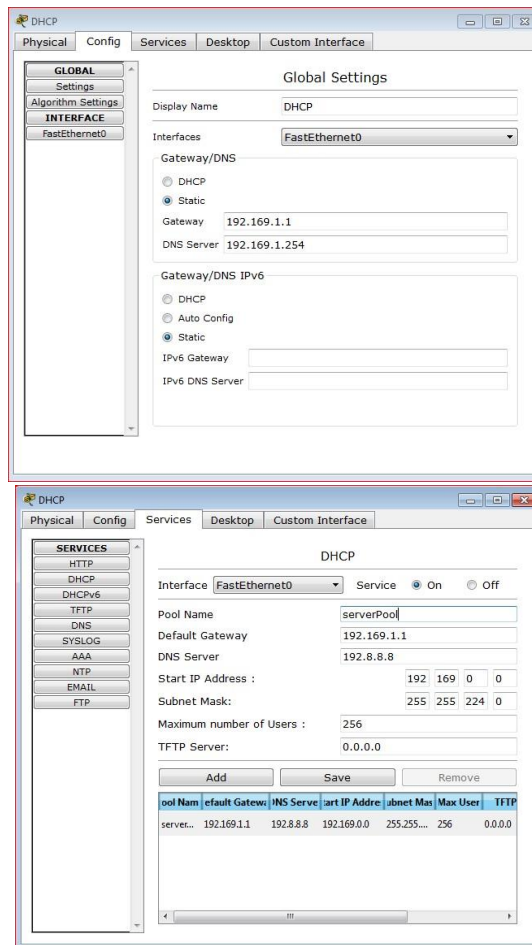 DHCP
Physical Config Services Desktop Custom Interface
GLOBAL
Settings
Algorithm Settings
INTERFACE
FastEthernet0
Global Settings
Display Name DHCP
Interfaces FastEthernet0
Gateway/DNS
DHCP
Static
Gateway 192.169.1.1
DNS Server 192.169.1.254
Gateway/DNS IPv6
DHCP
Auto Config
Static
IPv6 Gateway
IPv6 DNS Server
DHCP
Physical Config Services Desktop Custom Interface
SERVICES
HTTP
DHCP
DHCPv6
TFTP
DNS
SYSLOG
AAA
NTP
EMAIL
FTP
DHCP
Interface FastEthernet0 Service On Off
Pool Name serverPool
Default Gateway 192.169.1.1
DNS Server 192.8.8.8
Start IP Address : 192 169 0 0
Subnet Mask: 255 255 224 0
Maximum number of Users : 256
TFTP Server: 0.0.0.0
Add Save Remove
ool Nam efault Gatewa NS Serve art IP Addre ubnet Mas Max User TFTP
server... 192.169.1.1 192.8.8.8 192.169.0.0 255.255.... 256 0.0.0.0